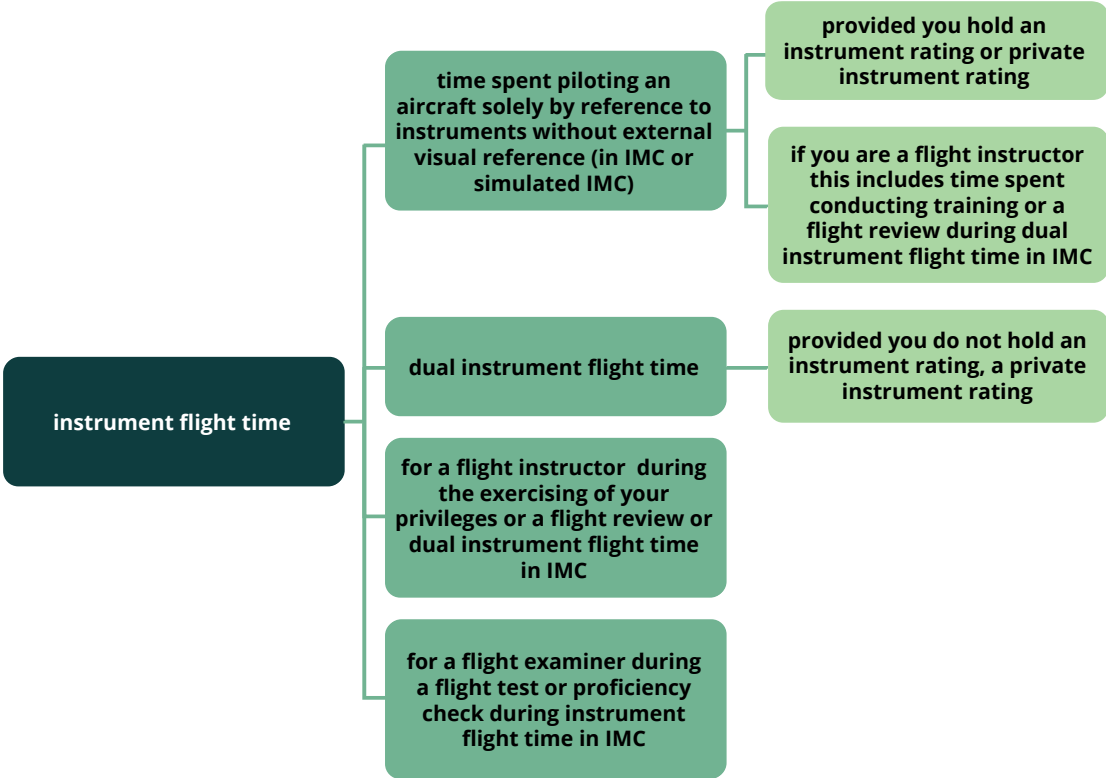 instrument flight time
time spent piloting an
aircraft solely by reference to
instruments without external
visual reference (in IMC or
simulated IMC)
provided you hold an
instrument rating or private
instrument rating
if you are a flight instructor
this includes time spent
conducting training or a
flight review during dual
instrument flight time in IMC
dual instrument flight time
provided you do not hold an
instrument rating, a private
instrument rating
for a flight instructor during
the exercising of your
privileges or a flight review or
dual instrument flight time
in IMC
for a flight examiner during
a flight test or proficiency
check during instrument
flight time in IMC